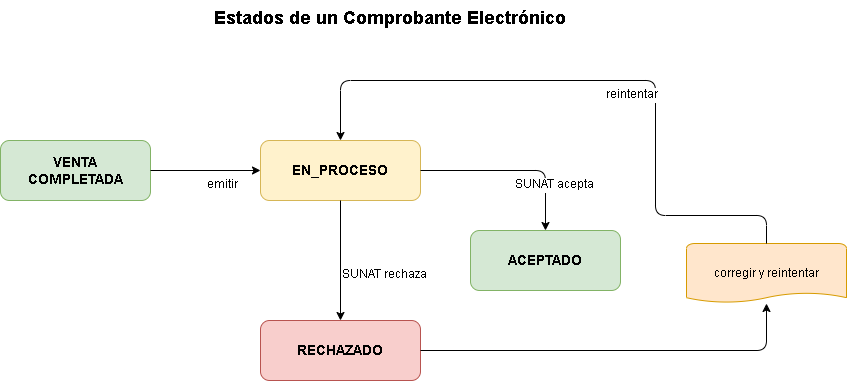 Estados de un Comprobante Electrónico
reintentar
VENTA
COMPLETADA
emitir
EN_PROCESO
SUNAT acepta
ACEPTADO
SUNAT rechaza
corregir y reintentar
RECHAZADO